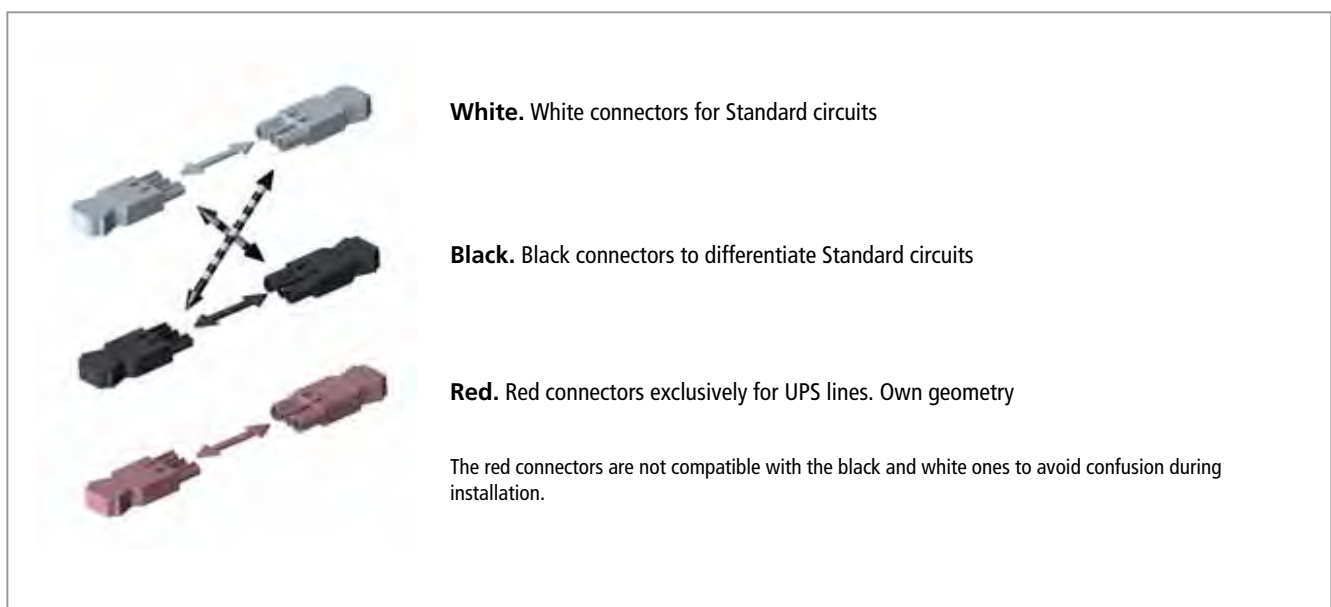 White. White connectors for Standard circuits
Black. Black connectors to differentiate Standard circuits
Red. Red connectors exclusively for UPS lines. Own geometry
The red connectors are not compatible with the black and white ones to avoid confusion during
installation.